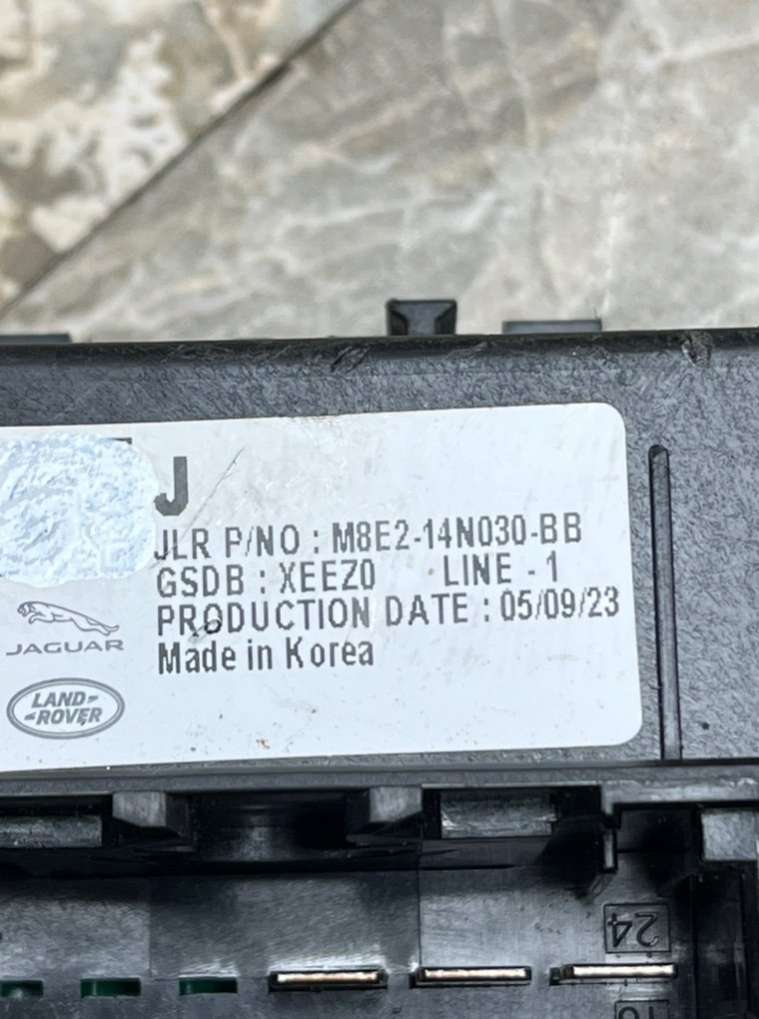 J
JLR P/NO : M8E2-14N030-BB
GSDB : XEEZ0 LINE - 1
PRODUCTION DATE : 05/09/23
Made in Korea
JAGUAR
LAND-
-ROVER
24